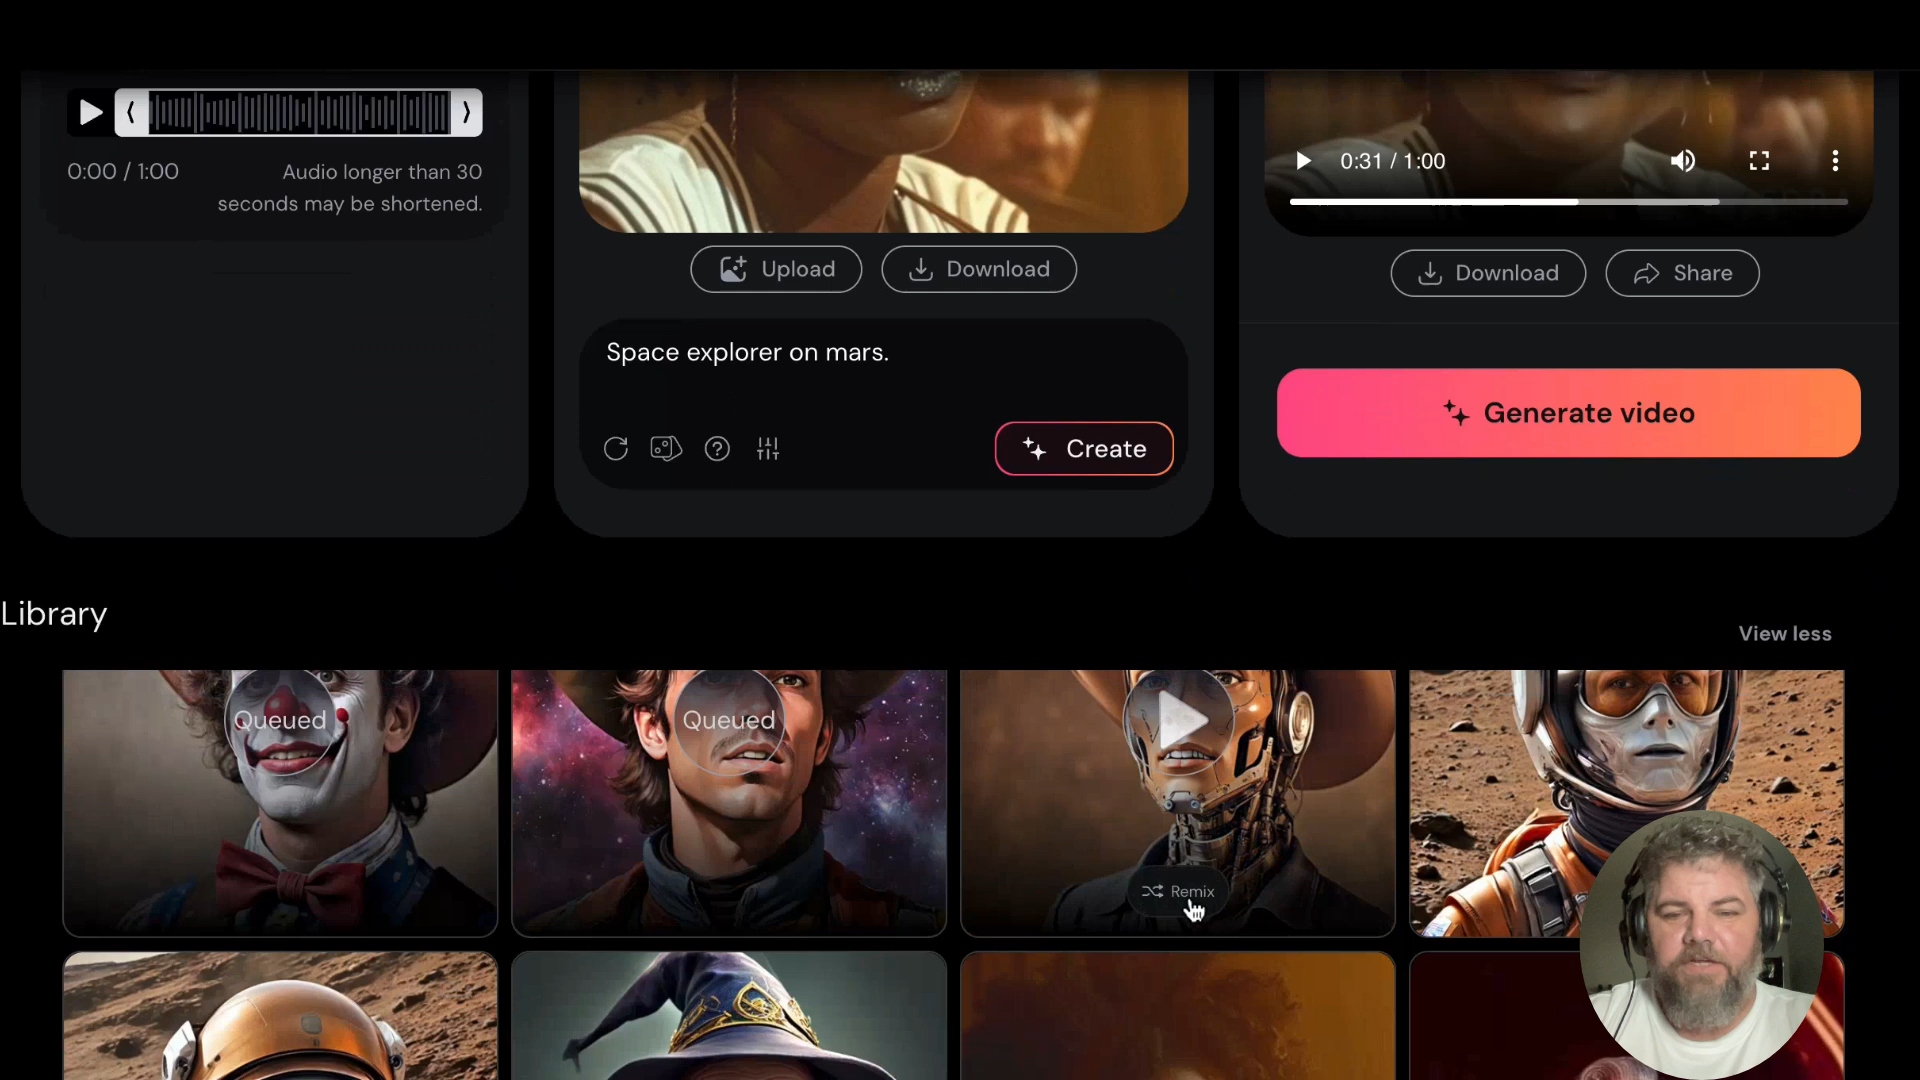 0:00 / 1:00
Audio longer than 30
seconds may be shortened.
Upload
Download
Space explorer on mars.
Create
0:31 / 1:00
Download
Share
Generate video
Library
View less
Queued
Queued
Remix